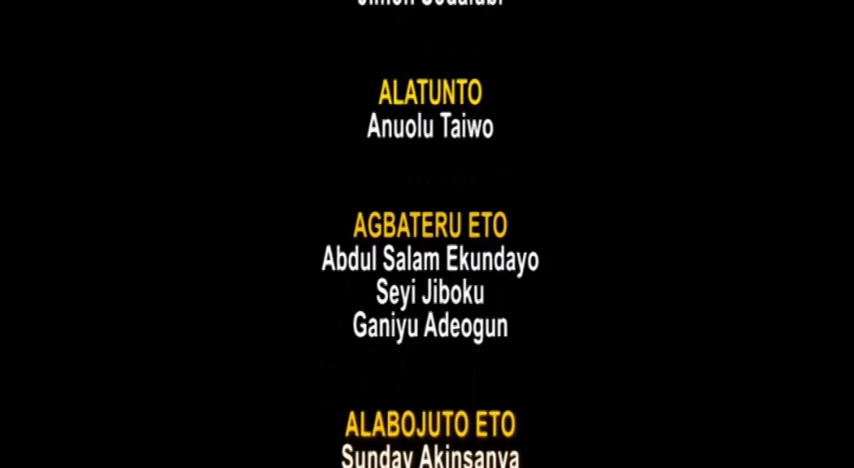 ALATUNTO
Anuolu Taiwo
AGBATERU ETO
Abdul Salam Ekundayo
Seyi Jiboku
Ganiyu Adeogun
ALABOJUTO ETO
Sunday Akinsanya